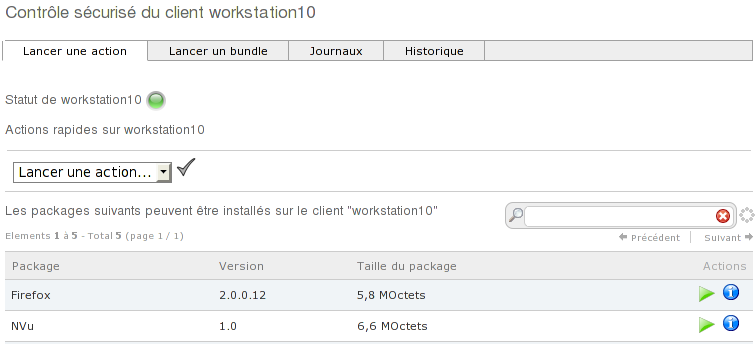 Contrôle sécurisé du client workstation10
Lancer une action Lancer un bundle Journaux Historique
Statut de workstation10
Actions rapides sur workstation10
Lancer une action...
Les packages suivants peuvent être installés sur le client "workstation10"
Elements 1 à 5 - Total 5 (page 1 / 1)
Précédent Suivant
Package Version Taille du package Actions
Firefox 2.0.0.12 5,8 MOctets
NVu 1.0 6,6 MOctets